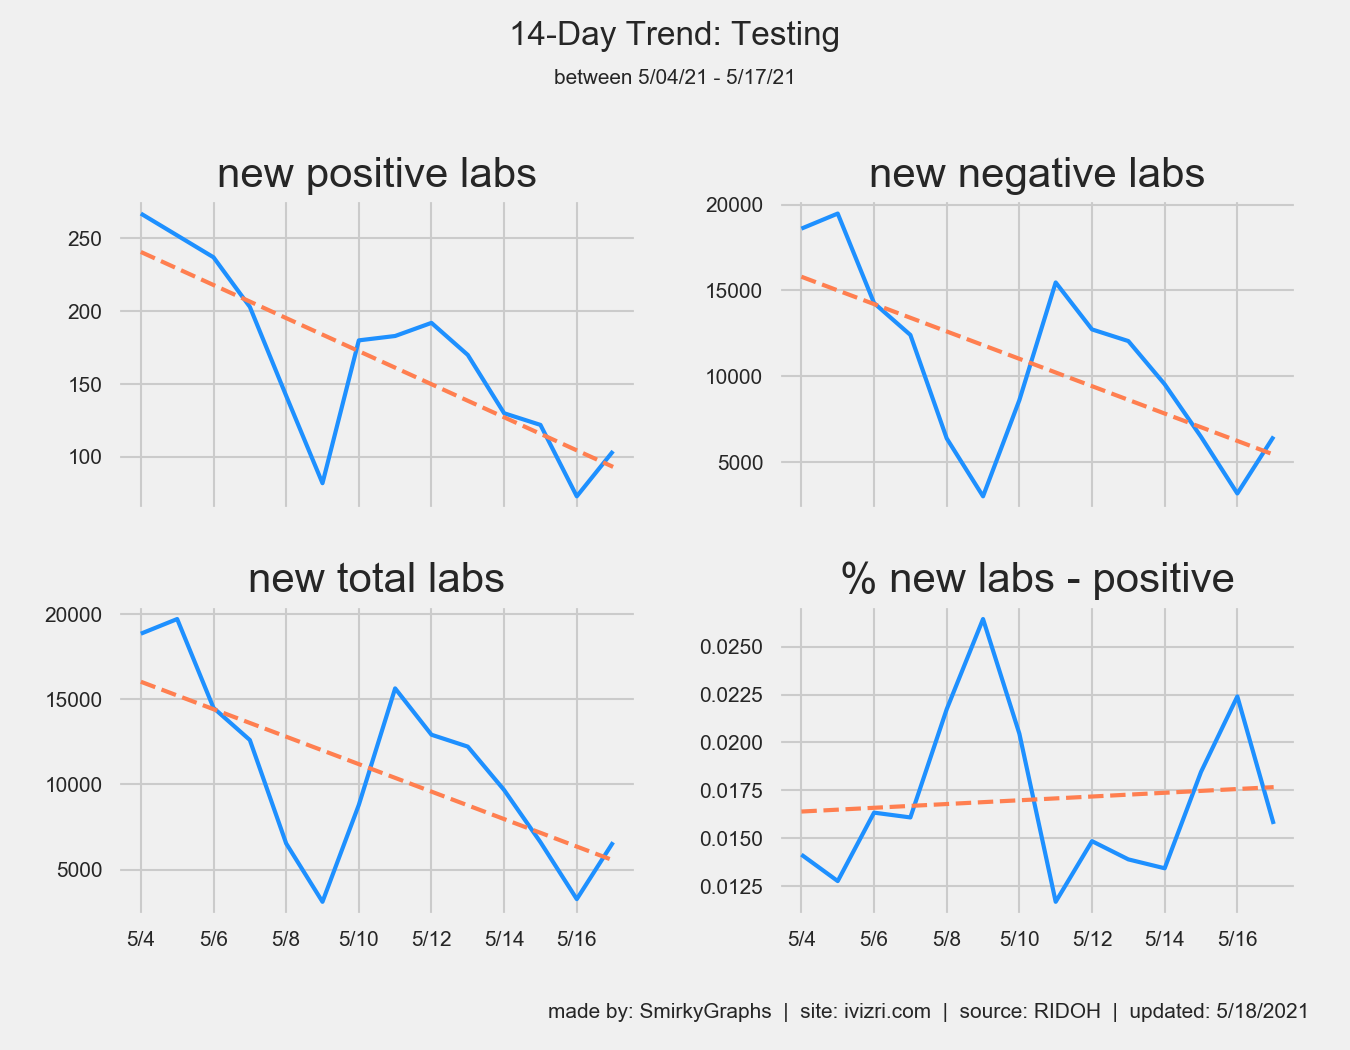 14-Day Trend: Testing
between 5/04/21 - 5/17/21
new positive labs
250
200
150
100
new negative labs
20000
15000
10000
5000
new total labs
20000
15000
10000
5000
5/4 5/6 5/8 5/10 5/12 5/14 5/16
% new labs - positive
0.0250
0.0225
0.0200
0.0175
0.0150
0.0125
5/4 5/6 5/8 5/10 5/12 5/14 5/16
made by: SmirkyGraphs | site: ivizri.com | source: RIDOH | updated: 5/18/2021